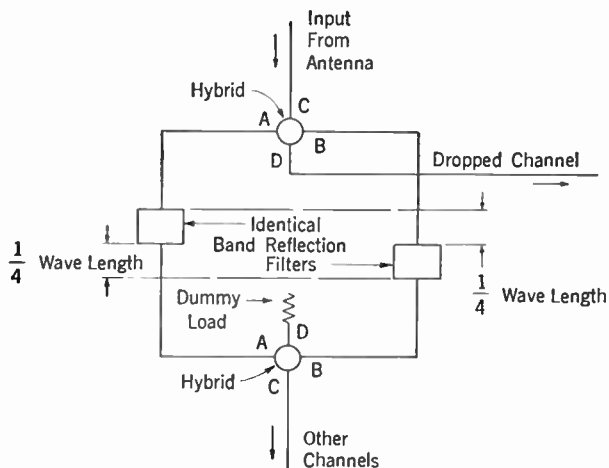 Input
From
Antenna
Hybrid
C
A
B
D
Dropped Channel
Identical
Band Reflection
Filters
1/4 Wave Length
1/4 Wave Length
Dummy
Load
D
A
B
Hybrid
C
Other
Channels